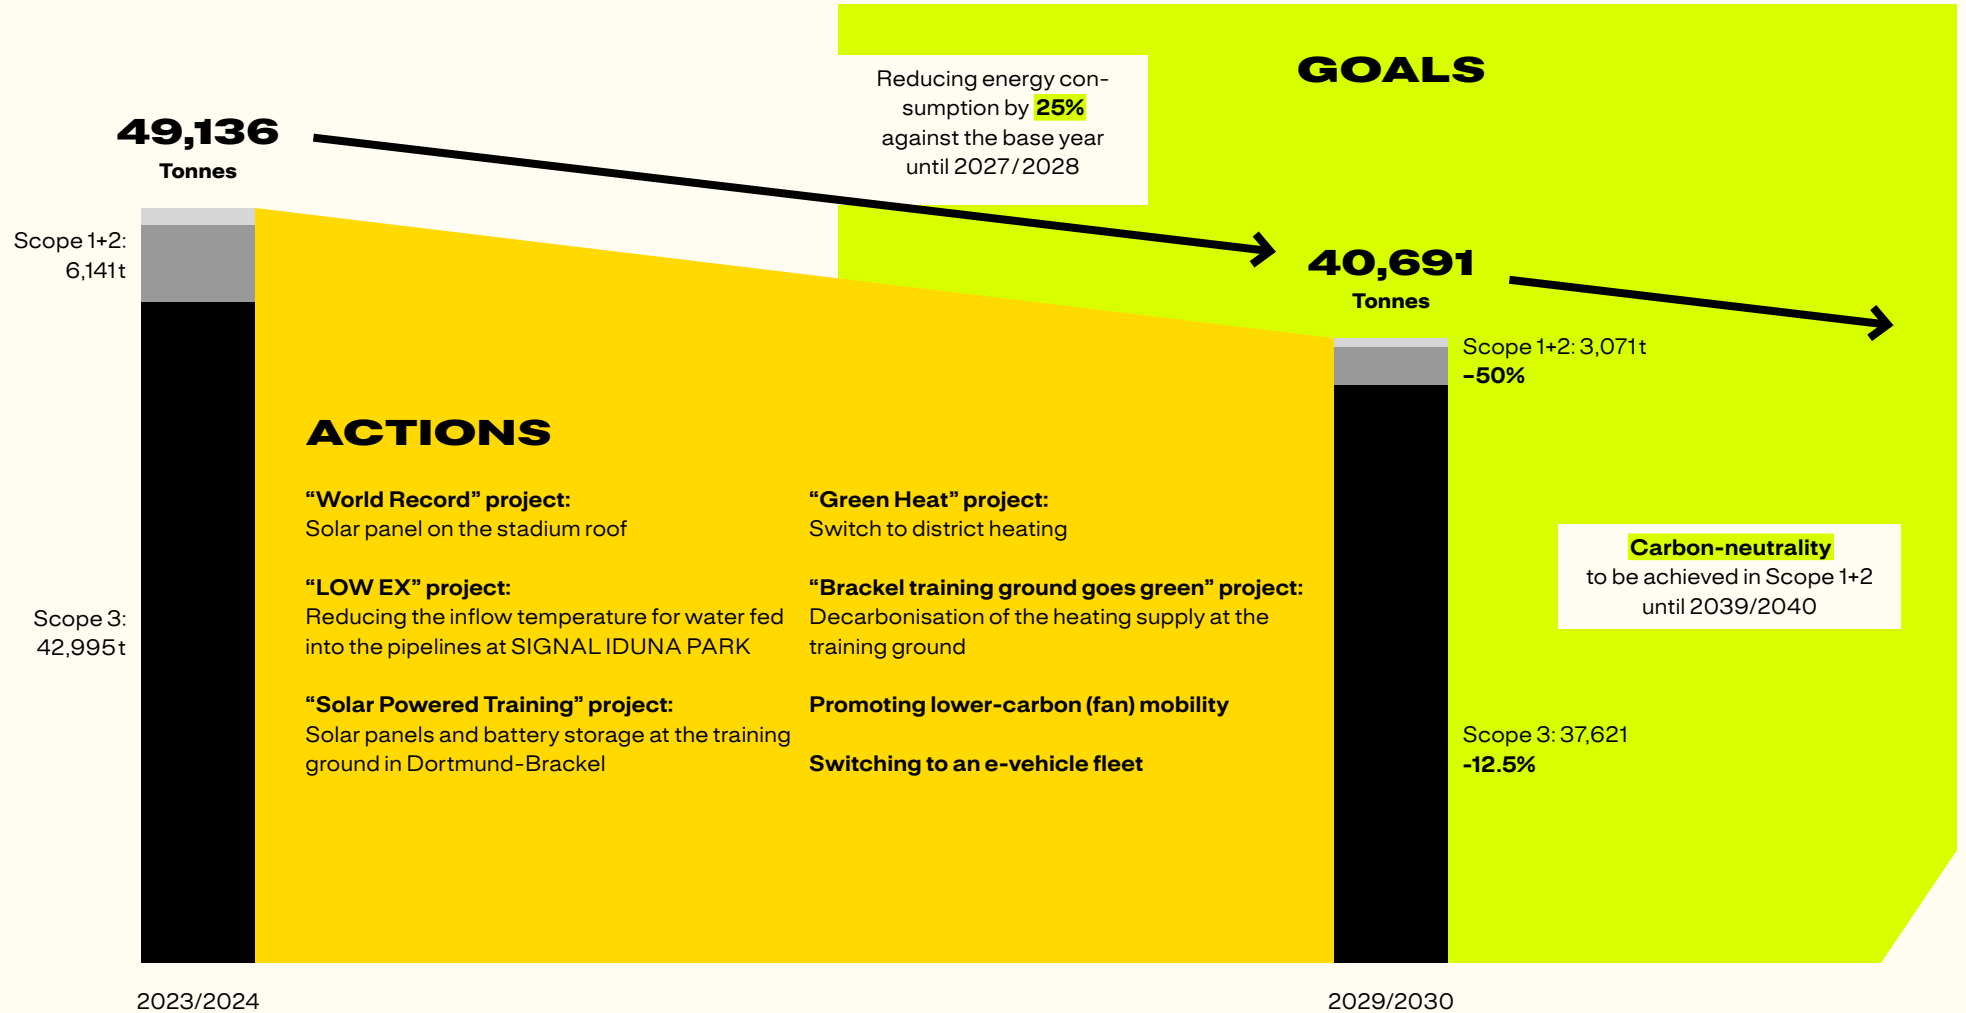 GOALS
Reducing energy con-
sumption by 25%
against the base year
until 2027/2028
49,136
Tonnes
Scope 1+2:
6,141 t
Scope 3:
42,995 t
2023/2024
ACTIONS
“World Record” project:
Solar panel on the stadium roof
“LOW EX” project:
Reducing the inflow temperature for water fed
into the pipelines at SIGNAL IDUNA PARK
“Solar Powered Training” project:
Solar panels and battery storage at the training
ground in Dortmund-Brackel
“Green Heat” project:
Switch to district heating
“Brackel training ground goes green” project:
Decarbonisation of the heating supply at the
training ground
Promoting lower-carbon (fan) mobility
Switching to an e-vehicle fleet
40,691
Tonnes
Scope 1+2: 3,071 t
–50%
Carbon-neutrality
to be achieved in Scope 1+2
until 2039/2040
Scope 3: 37,621
-12.5%
2029/2030